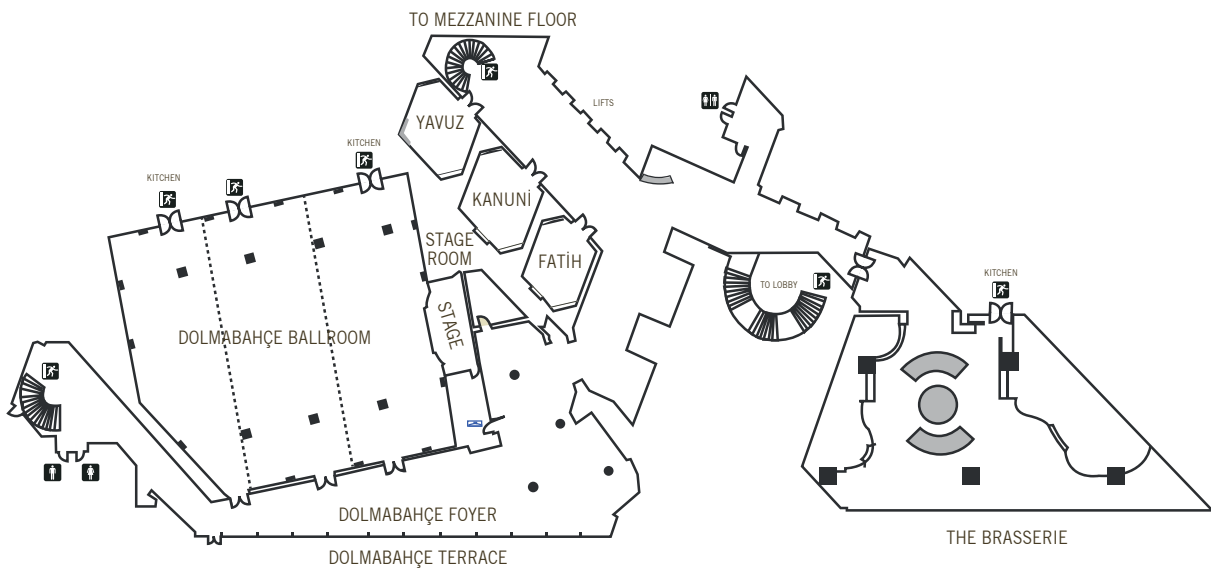 TO MEZZANINE FLOOR
LIFTS
YAVUZ
KITCHEN
KITCHEN
KANUNİ
STAGE
ROOM
FATİH
KITCHEN
TO LOBBY
STAGE
DOLMABAHÇE BALLROOM
DOLMABAHÇE FOYER
THE BRASSERIE
DOLMABAHÇE TERRACE